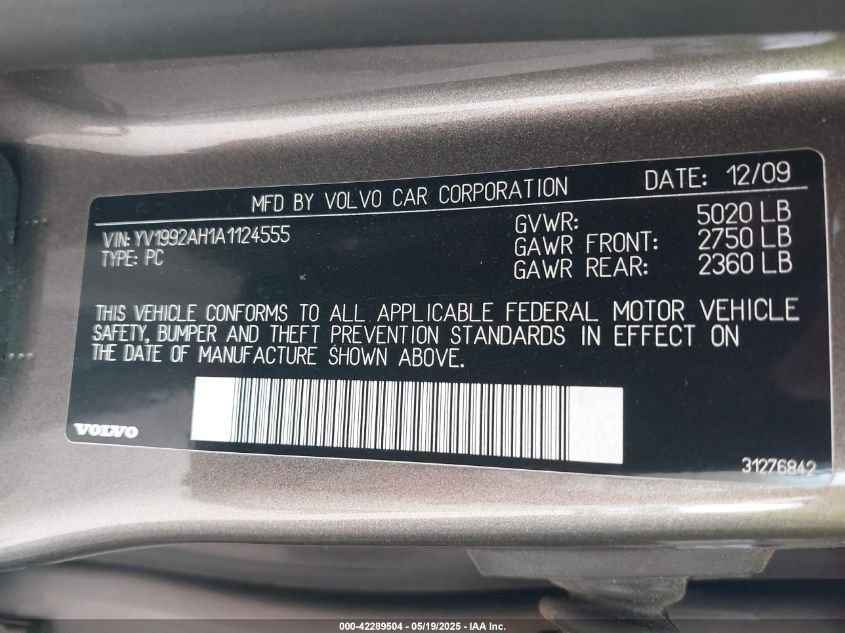 MFD BY VOLVO CAR CORPORATION DATE: 12/09
VIN: YV1992AH1A1124555
TYPE: PC
GVWR: 5020 LB
GAWR FRONT: 2750 LB
GAWR REAR: 2360 LB
THIS VEHICLE CONFORMS TO ALL APPLICABLE FEDERAL MOTOR VEHICLE
SAFETY, BUMPER AND THEFT PREVENTION STANDARDS IN EFFECT ON
THE DATE OF MANUFACTURE SHOWN ABOVE.
VOLVO
31276842
000-42289504 - 05/19/2025 - IAA Inc.